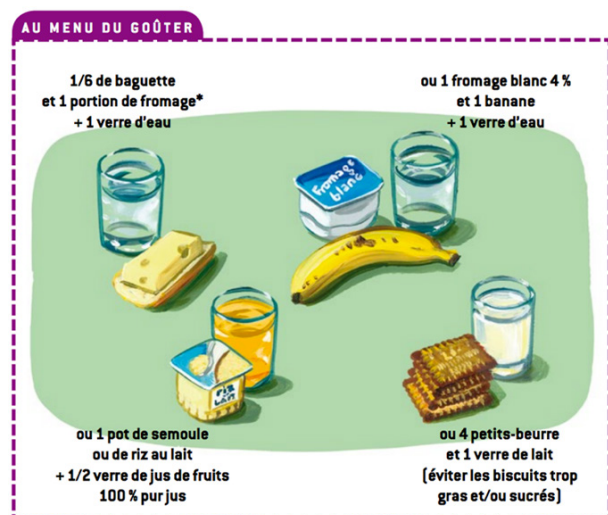 AU MENU DU GOÛTER
1/6 de baguette
et 1 portion de fromage*
+ 1 verre d'eau
ou 1 fromage blanc 4 %
et 1 banane
+ 1 verre d'eau
Fromage
blanc
RIZ
LAIT
ou 1 pot de semoule
ou de riz au lait
+ 1/2 verre de jus de fruits
100 % pur jus
ou 4 petits-beurre
et 1 verre de lait
(éviter les biscuits trop
gras et/ou sucrés)